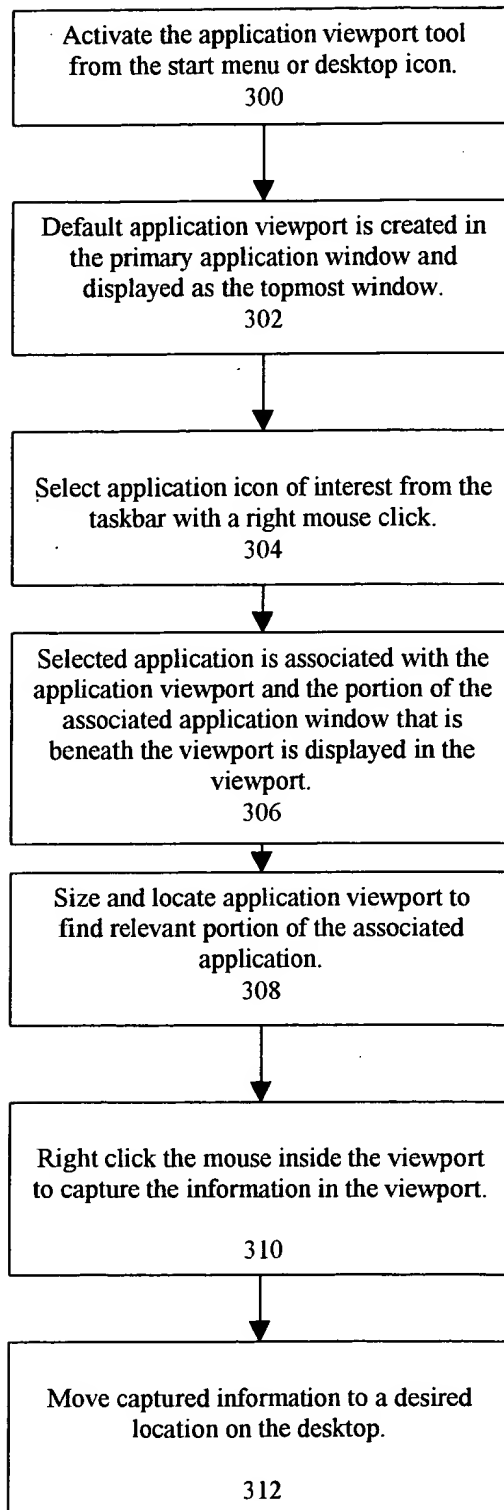 Activate the application viewport tool
from the start menu or desktop icon.
300
Default application viewport is created in
the primary application window and
displayed as the topmost window.
302
Select application icon of interest from the
taskbar with a right mouse click.
304
Selected application is associated with the
application viewport and the portion of the
associated application window that is
beneath the viewport is displayed in the
viewport.
306
Size and locate application viewport to
find relevant portion of the associated
application.
308
Right click the mouse inside the viewport
to capture the information in the viewport.
310
Move captured information to a desired
location on the desktop.
312